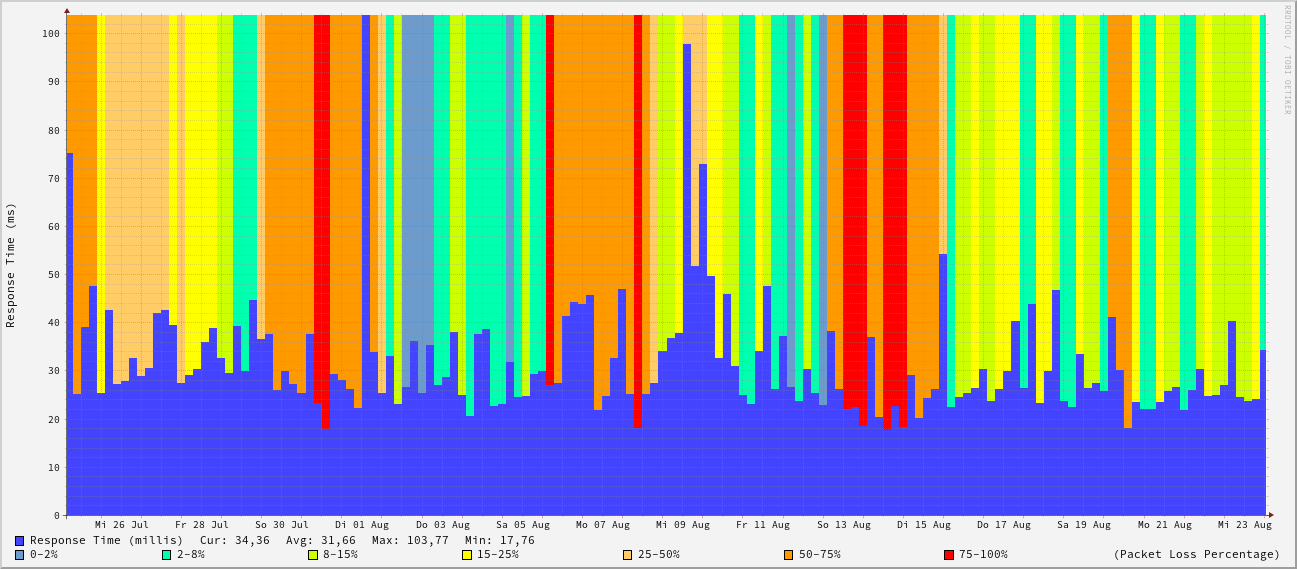 RRDTOOL / TOBI OETIKER
Response Time (ms)
100
90
80
70
60
50
40
30
20
10
0
Mi 26 Jul Fr 28 Jul So 30 Jul Di 01 Aug Do 03 Aug Sa 05 Aug Mo 07 Aug Mi 09 Aug Fr 11 Aug So 13 Aug Di 15 Aug Do 17 Aug Sa 19 Aug Mo 21 Aug Mi 23 Aug
Response Time (millis) Cur: 34,36 Avg: 31,66 Max: 103,77 Min: 17,76
0-2% 2-8% 8-15% 15-25% 25-50% 50-75% 75-100% (Packet Loss Percentage)